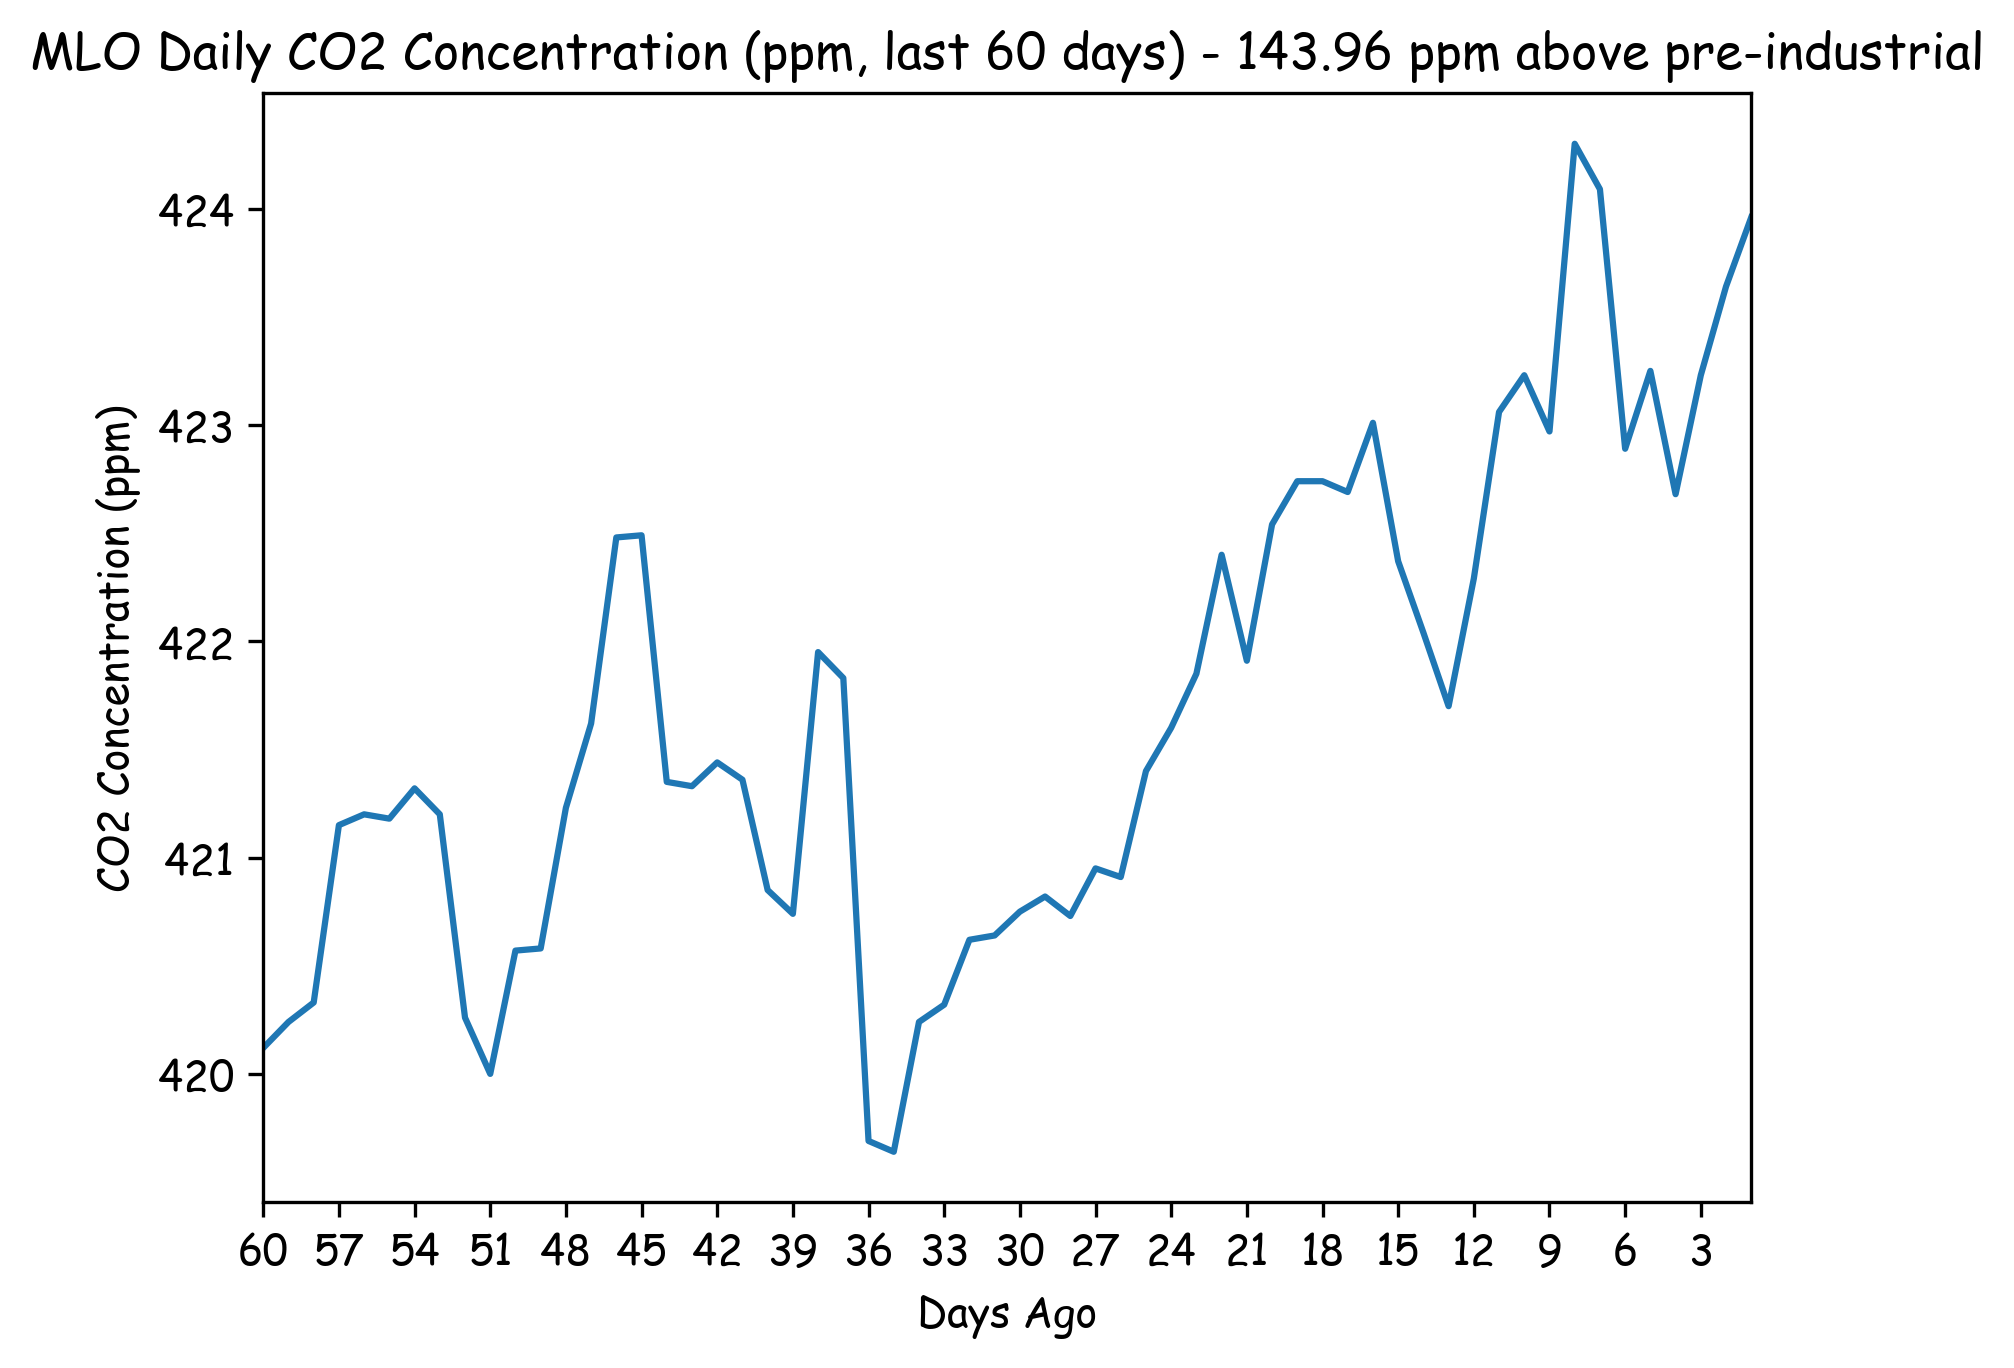 MLO Daily CO2 Concentration (ppm, last 60 days) - 143.96 ppm above pre-industrial
424
423
422
421
420
CO2 Concentration (ppm)
60 57 54 51 48 45 42 39 36 33 30 27 24 21 18 15 12 9 6 3
Days Ago